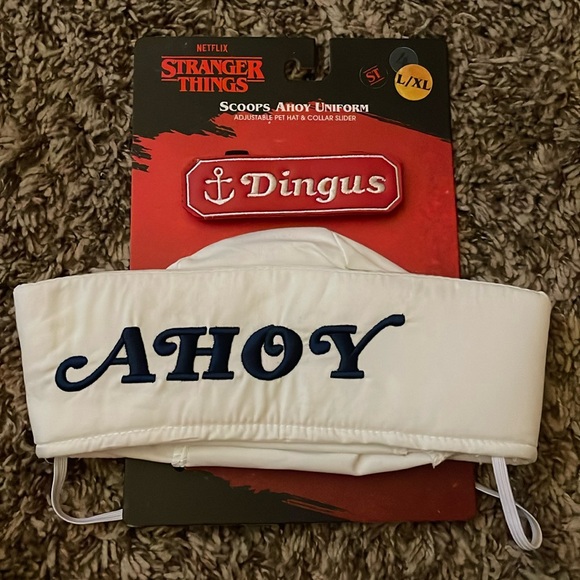 NETFLIX
STRANGER
THINGS
ST
L/XL
SCOOPS AHOY UNIFORM
ADJUSTABLE PET HAT & COLLAR SLIDER
Dingus
AHOY